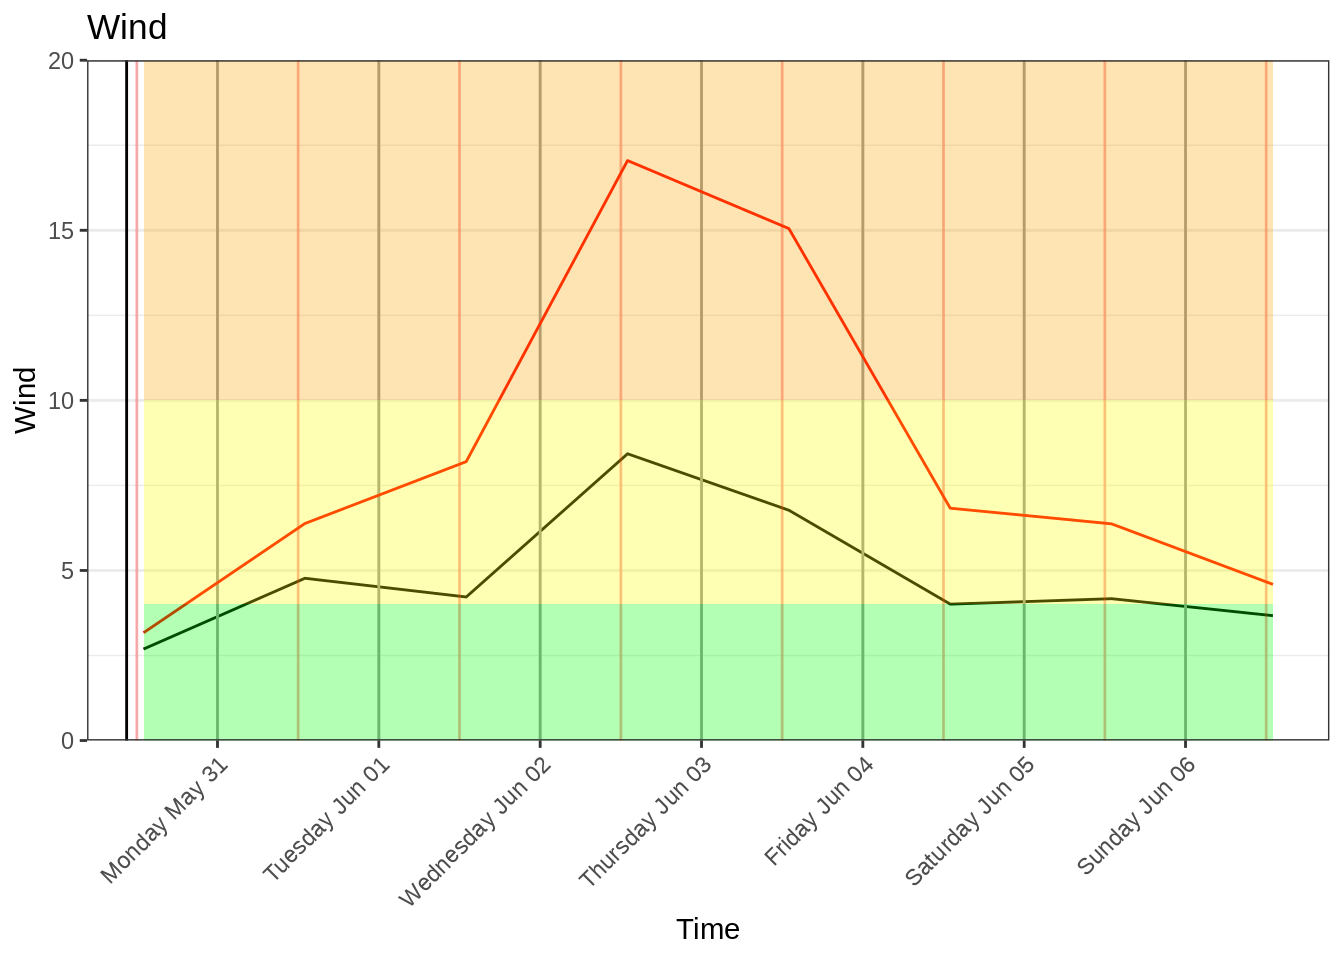 Wind
20
15
10
5
0
Wind
Monday May 31
Tuesday Jun 01
Wednesday Jun 02
Thursday Jun 03
Friday Jun 04
Saturday Jun 05
Sunday Jun 06
Time